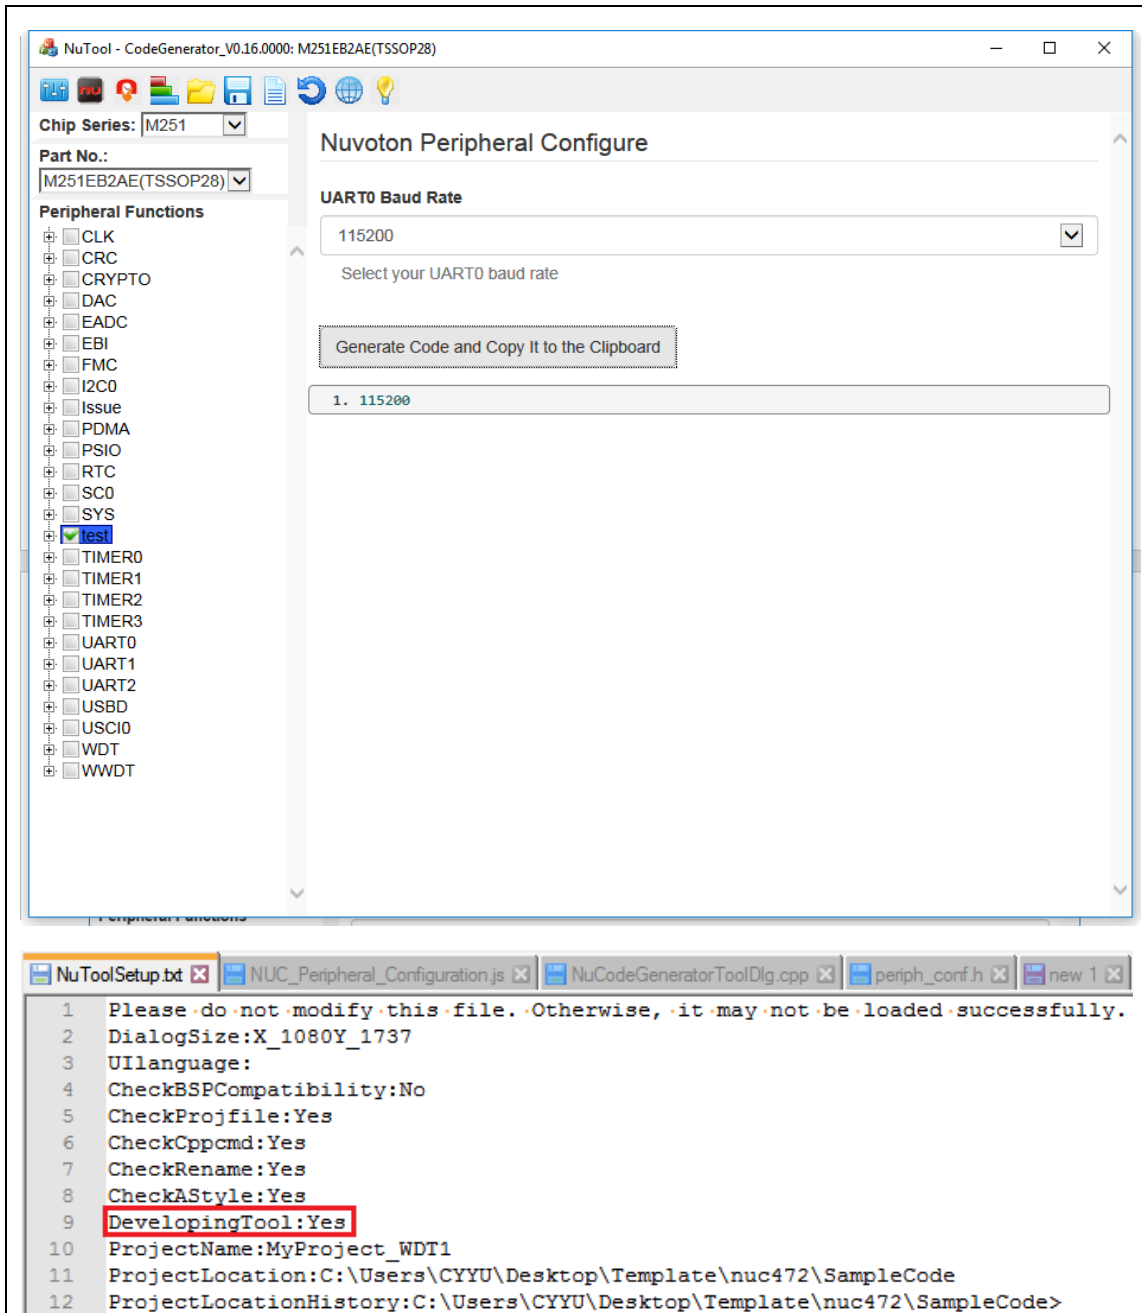 NuTool - CodeGenerator_V0.16.0000: M251EB2AE(TSSOP28)
Chip Series: M251
Part No.:
M251EB2AE(TSSOP28)
Peripheral Functions
CLK
CRC
CRYPTO
DAC
EADC
EBI
FMC
I2C0
Issue
PDMA
PSIO
RTC
SC0
SYS
test
TIMER0
TIMER1
TIMER2
TIMER3
UART0
UART1
UART2
USBD
USCI0
WDT
WWDT
Nuvoton Peripheral Configure
UART0 Baud Rate
115200
Select your UART0 baud rate
Generate Code and Copy It to the Clipboard
1. 115200
Peripheral Functions
NuToolSetup.txt NUC_Peripheral_Configuration.js NuCodeGeneratorToolDlg.cpp periph_conf.h new 1
1 Please do not modify this file. Otherwise, it may not be loaded successfully.
2 DialogSize:X_1080Y_1737
3 UIlanguage:
4 CheckBSPCompatibility:No
5 CheckProjfile:Yes
6 CheckCppcmd:Yes
7 CheckRename:Yes
8 CheckAStyle:Yes
9 DevelopingTool:Yes
10 ProjectName:MyProject_WDT1
11 ProjectLocation:C:\Users\CYYU\Desktop\Template\nuc472\SampleCode
12 ProjectLocationHistory:C:\Users\CYYU\Desktop\Template\nuc472\SampleCode>